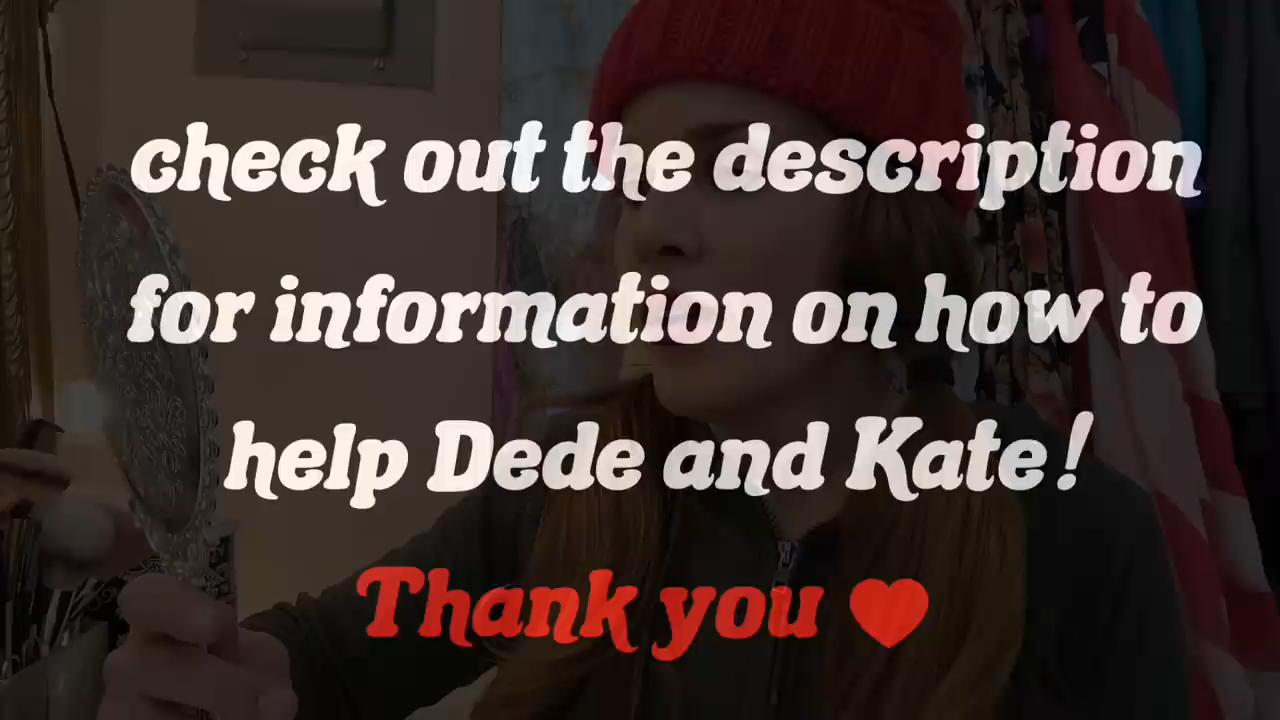 check out the description
for information on how to
help Dede and Kate!
Thank you ❤